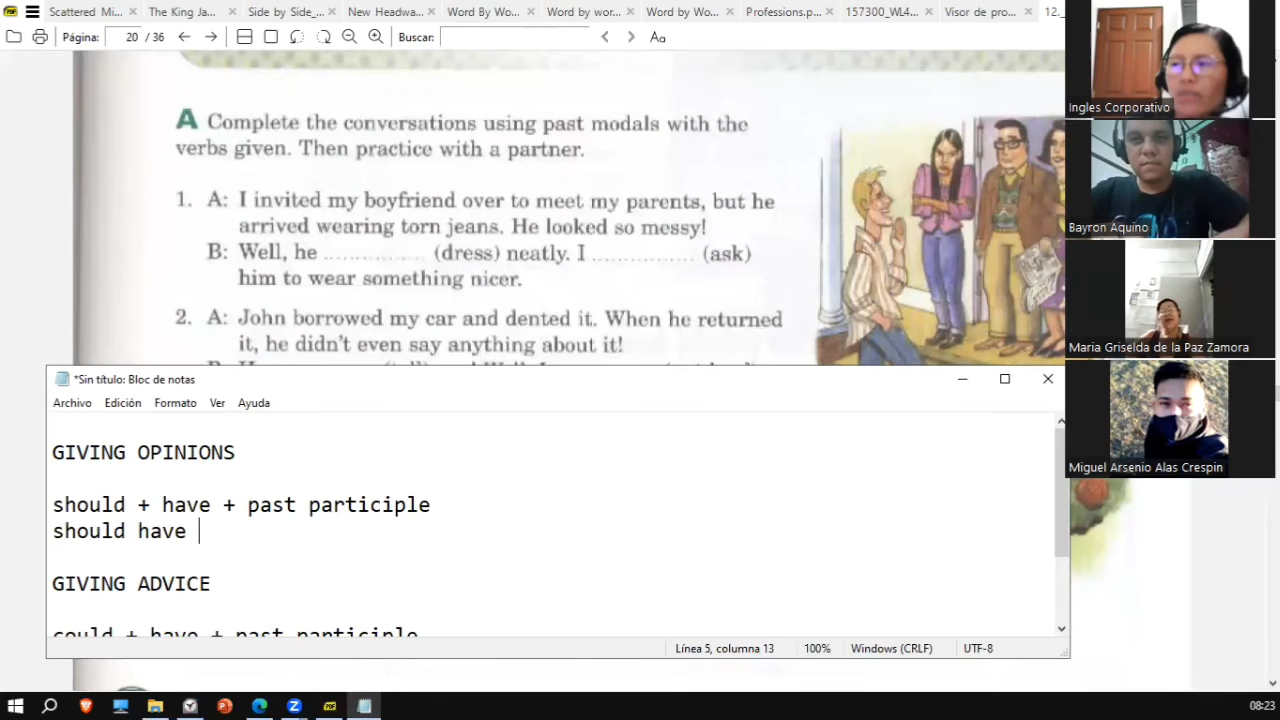 Scattered Mi...
The King Ja...
Side by Side_...
New Headwa...
Word By Wo...
Word by wor...
Word by Wo...
Professions.p...
157300_WL4...
Visor de pro...
12._
Página:
20 / 36
Buscar:
Aa
A Complete the conversations using past modals with the
verbs given. Then practice with a partner.
1. A: I invited my boyfriend over to meet my parents, but he
arrived wearing torn jeans. He looked so messy!
B: Well, he ............... (dress) neatly. I ............... (ask)
him to wear something nicer.
2. A: John borrowed my car and dented it. When he returned
it, he didn't even say anything about it!
*Sin título: Bloc de notas
Archivo Edición Formato Ver Ayuda
GIVING OPINIONS
should + have + past participle
should have
GIVING ADVICE
could + have + past participle
Línea 5, columna 13
100%
Windows (CRLF)
UTF-8
Ingles Corporativo
Bayron Aquino
Maria Griselda de la Paz Zamora
Miguel Arsenio Alas Crespin
08:23